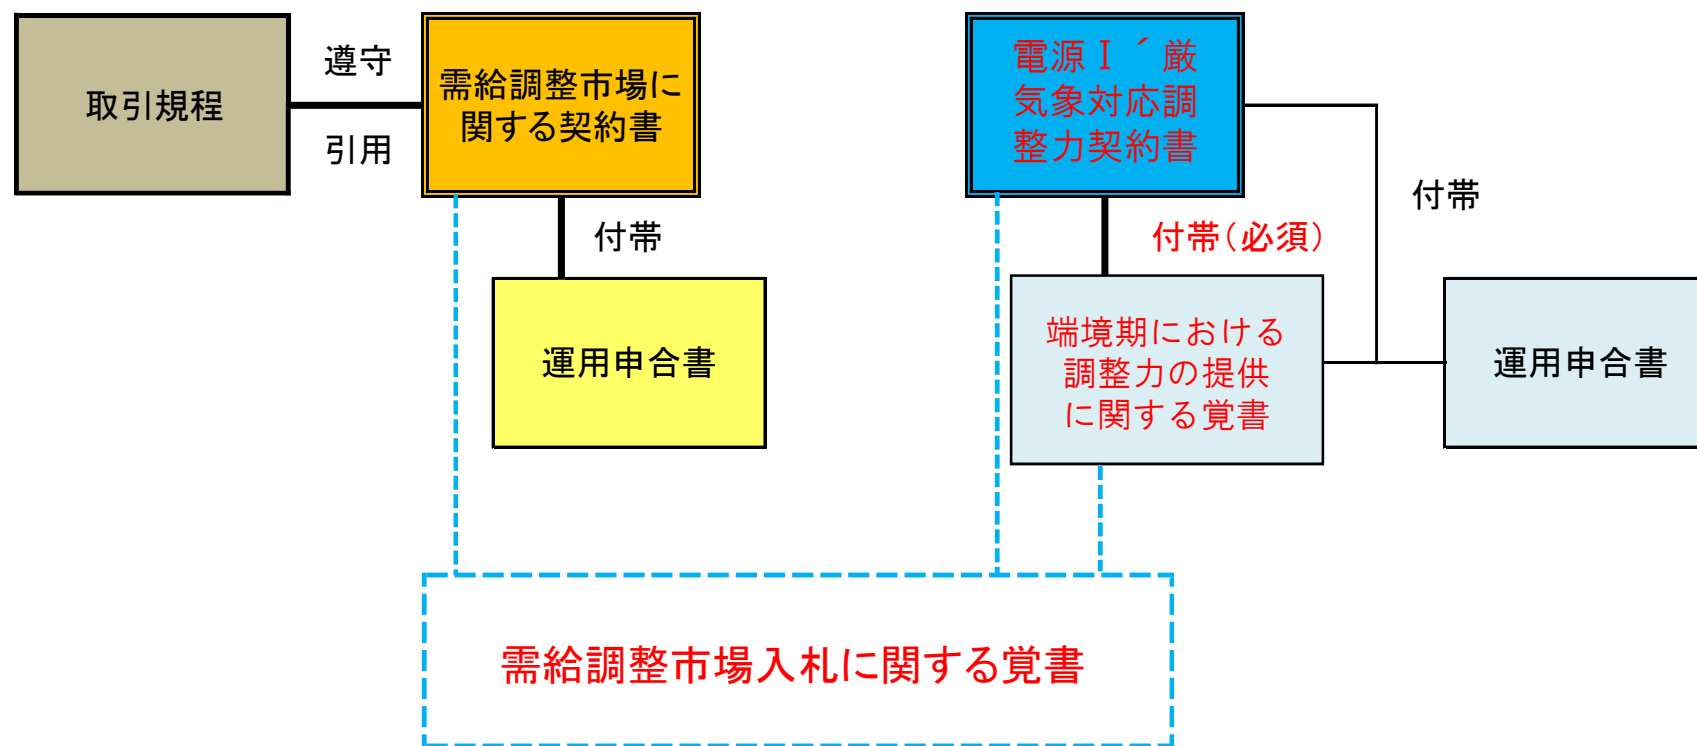 取引規程
遵守
引用
需給調整市場に
関する契約書
付帯
運用申合書
電源Ⅰ´厳
気象対応調
整力契約書
付帯（必須）
付帯
端境期における
調整力の提供
に関する覚書
運用申合書
需給調整市場入札に関する覚書